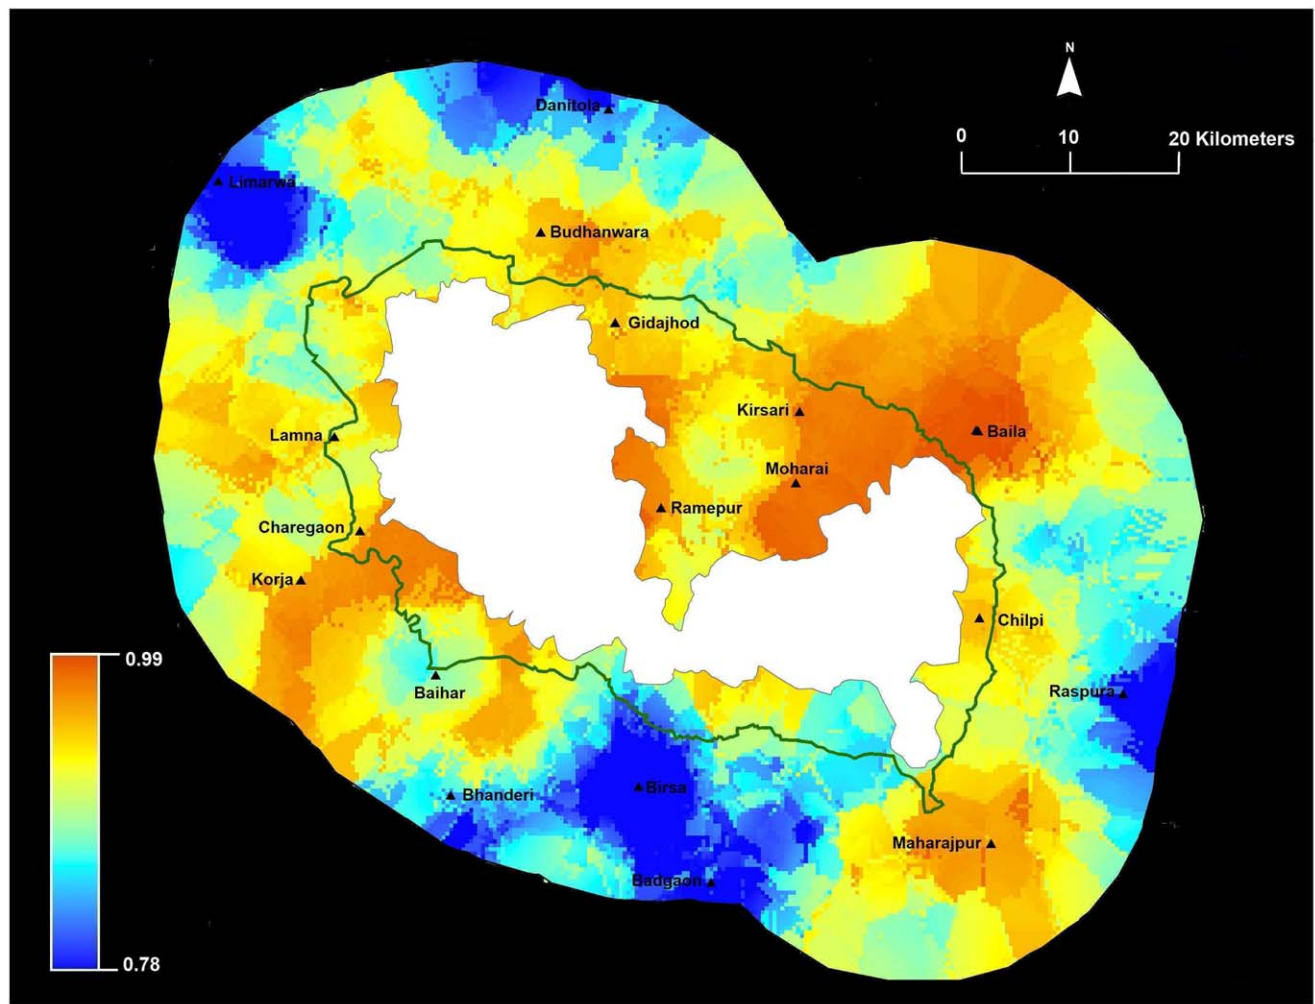 N
0 10 20 Kilometers
Danitola
Limarwa
Budhanwara
Gidajhod
Kirsari
Baila
Lamna
Moharai
Ramepur
Charegaon
Korja
Chilpi
0.99
Baihar
Raspura
Bhanderi
Birsa
Maharajpur
Badgaon
0.78